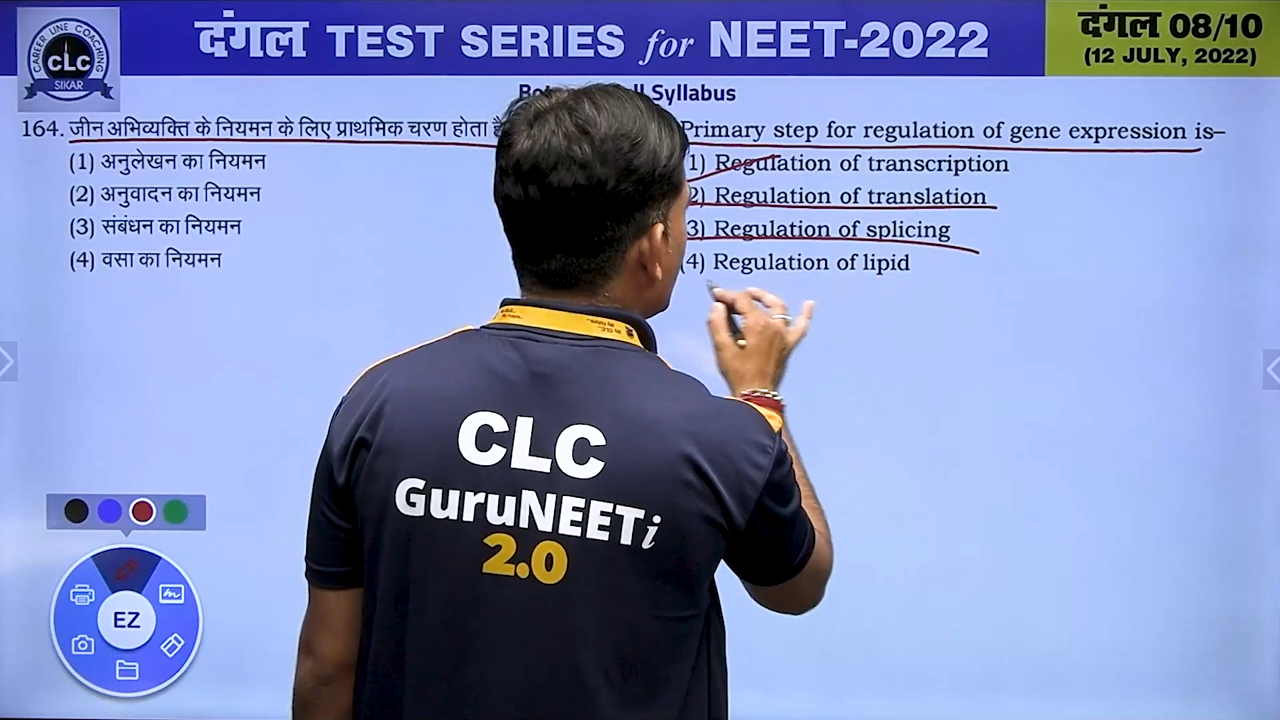 दंगल TEST SERIES for NEET-2022
दंगल 08/10
(12 JULY, 2022)
CAREER LINE COACHING
CLC
SIKAR
Syllabus
164. जीन अभिव्यक्ति के नियमन के लिए प्राथमिक चरण होता है
(1) अनुलेखन का नियमन
(2) अनुवादन का नियमन
(3) संबंधन का नियमन
(4) वसा का नियमन
Primary step for regulation of gene expression is–
1) Regulation of transcription
2) Regulation of translation
3) Regulation of splicing
(4) Regulation of lipid
CLC
GuruNEETi
2.0
EZ